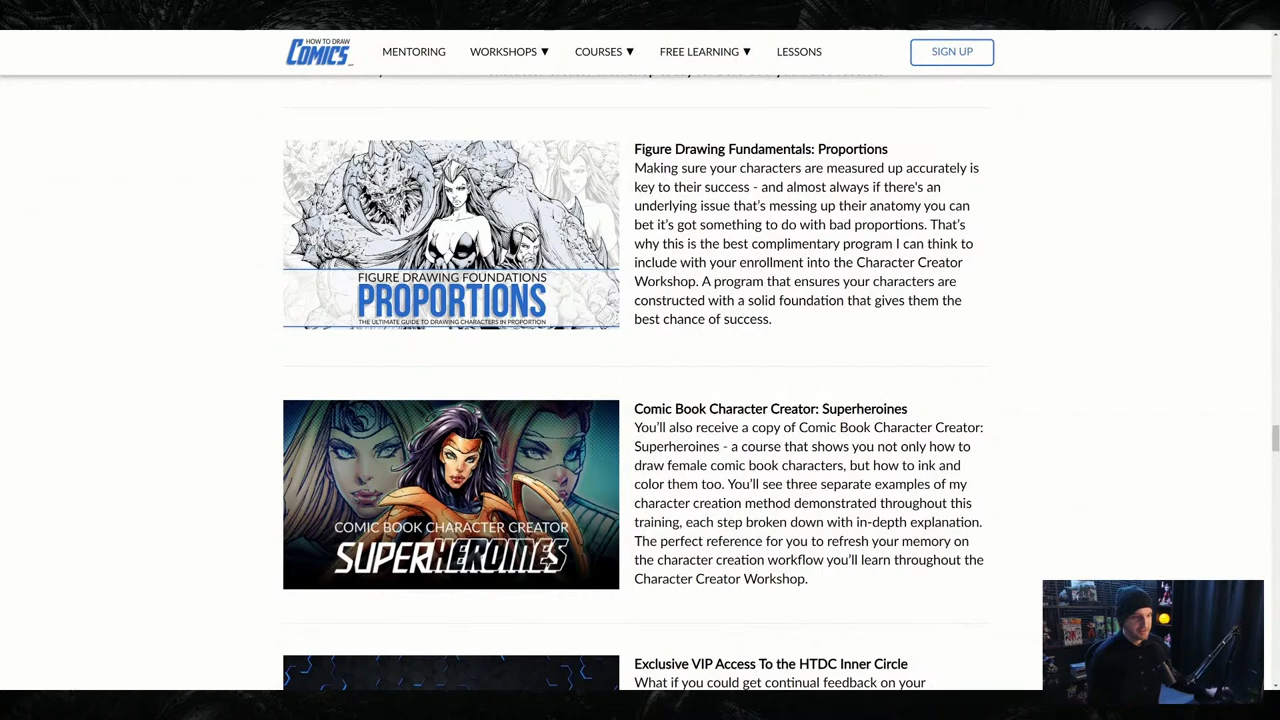 HOW TO DRAW
COMICS
MENTORING
WORKSHOPS ▼
COURSES ▼
FREE LEARNING ▼
LESSONS
SIGN UP
Figure Drawing Fundamentals: Proportions
Making sure your characters are measured up accurately is
key to their success - and almost always if there's an
underlying issue that's messing up their anatomy you can
bet it's got something to do with bad proportions. That's
why this is the best complimentary program I can think to
include with your enrollment into the Character Creator
Workshop. A program that ensures your characters are
constructed with a solid foundation that gives them the
best chance of success.
FIGURE DRAWING FOUNDATIONS
PROPORTIONS
THE ULTIMATE GUIDE TO DRAWING CHARACTERS IN PROPORTION
Comic Book Character Creator: Superheroines
You'll also receive a copy of Comic Book Character Creator:
Superheroines - a course that shows you not only how to
draw female comic book characters, but how to ink and
color them too. You'll see three separate examples of my
character creation method demonstrated throughout this
training, each step broken down with in-depth explanation.
The perfect reference for you to refresh your memory on
the character creation workflow you'll learn throughout the
Character Creator Workshop.
COMIC BOOK CHARACTER CREATOR
SUPERHEROINES
Exclusive VIP Access To the HTDC Inner Circle
What if you could get continual feedback on your